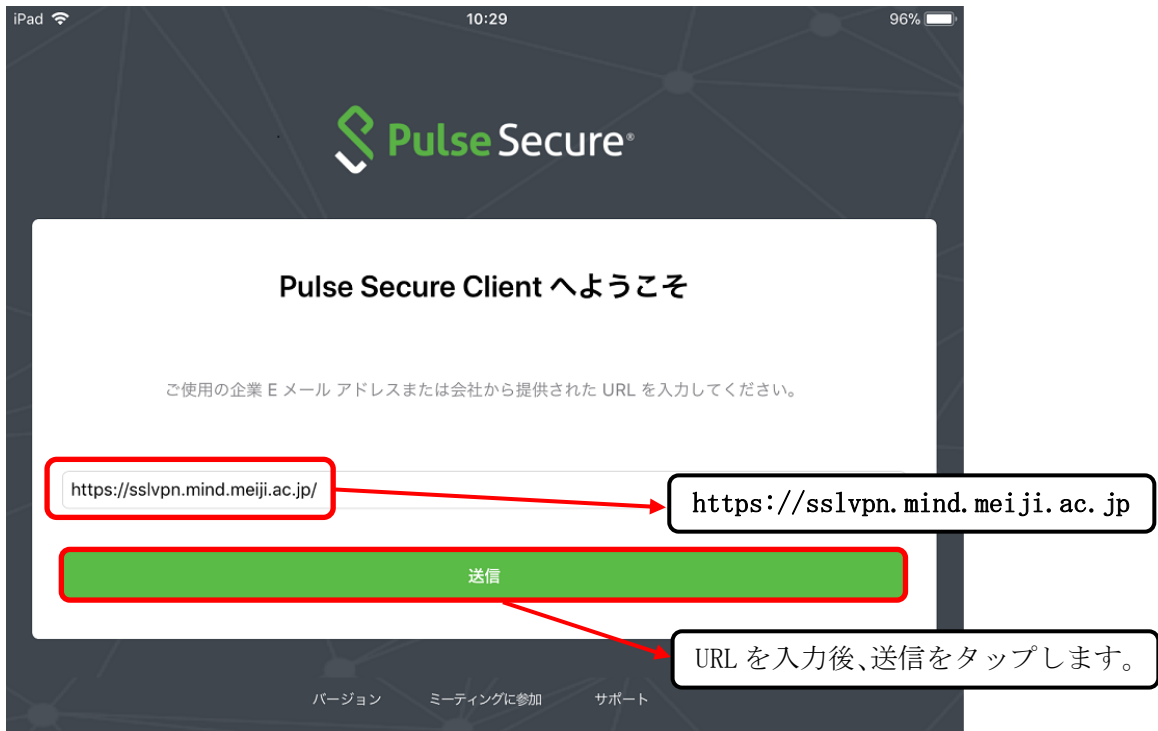 iPad 10:29 96%
Pulse Secure®
Pulse Secure Client へようこそ
ご使用の企業 E メール アドレスまたは会社から提供された URL を入力してください。
https://sslvpn.mind.meiji.ac.jp/
https://sslvpn.mind.meiji.ac.jp
送信
URL を入力後、送信をタップします。
バージョン ミーティングに参加 サポート